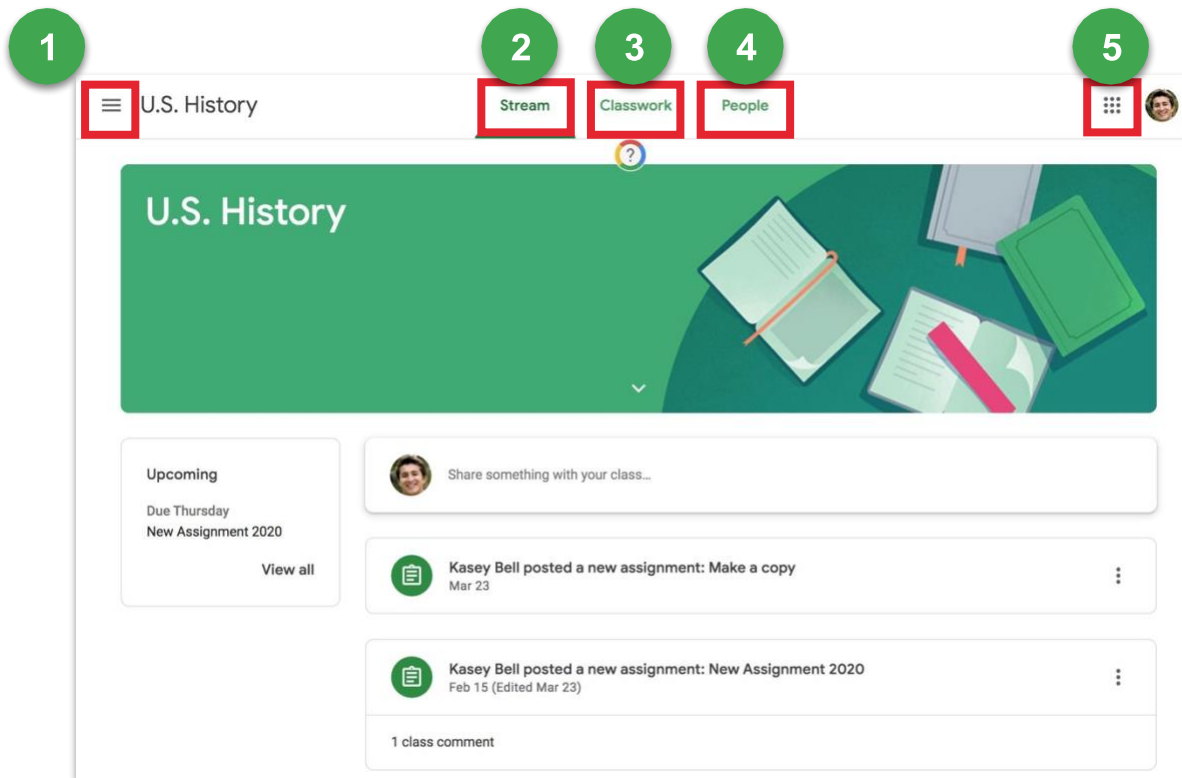 1
2
3
4
5
U.S. History
Stream
Classwork
People
?
U.S. History
Upcoming
Due Thursday
New Assignment 2020
View all
Share something with your class...
Kasey Bell posted a new assignment: Make a copy
Mar 23
Kasey Bell posted a new assignment: New Assignment 2020
Feb 15 (Edited Mar 23)
1 class comment